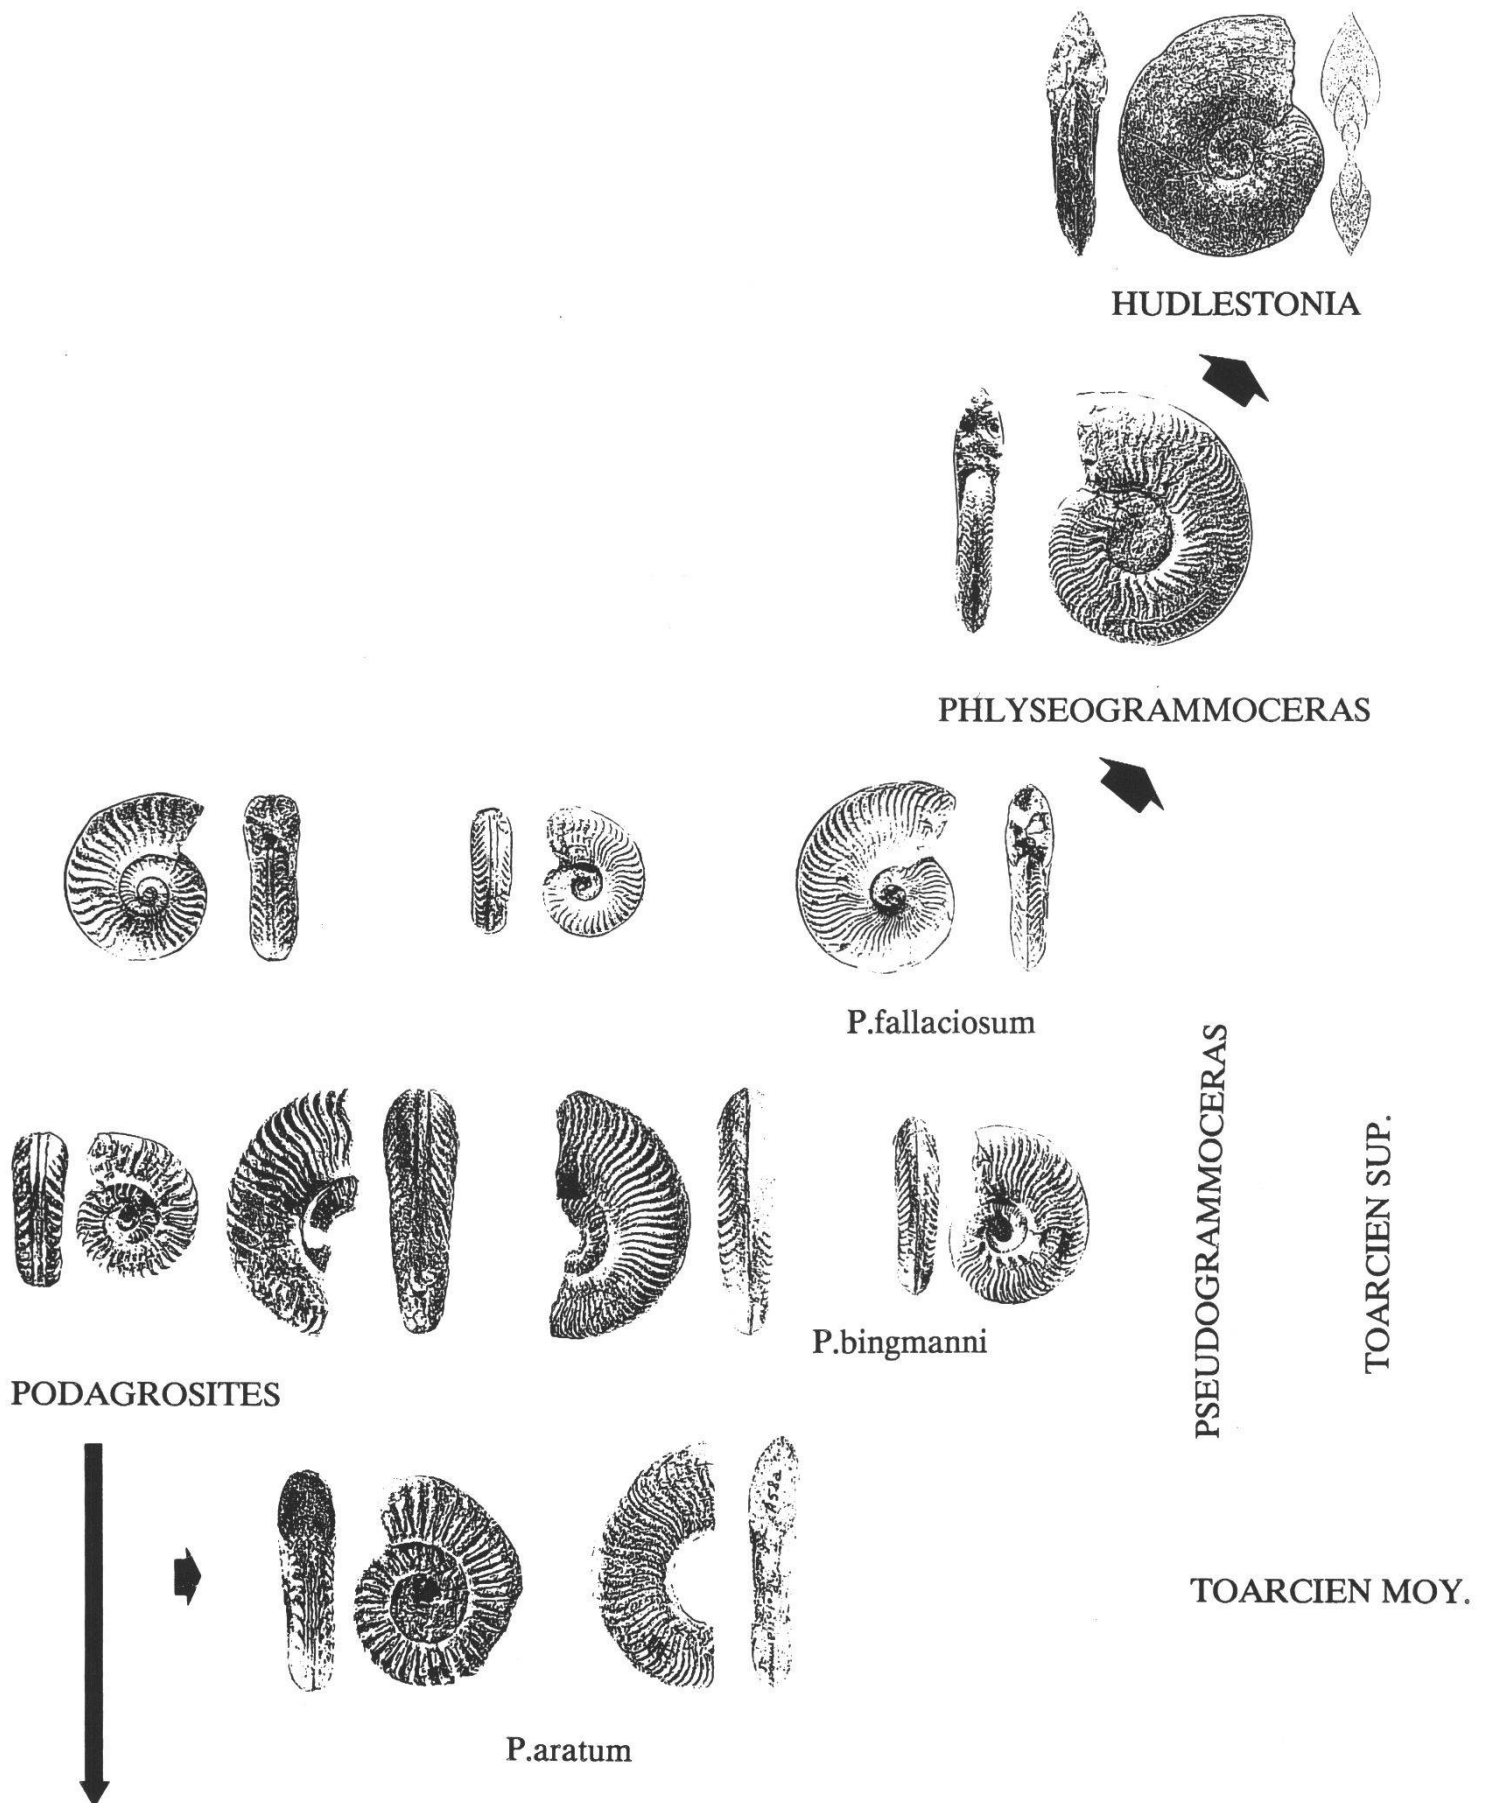 HUDLESTONIA
PHLYSEOGRAMMOCERAS
P.fallaciosum
PSEUDOGRAMMOCERAS
TOARCIEN SUP.
P.bingmanni
PODAGROSITES
TOARCIEN MOY.
P.aratum